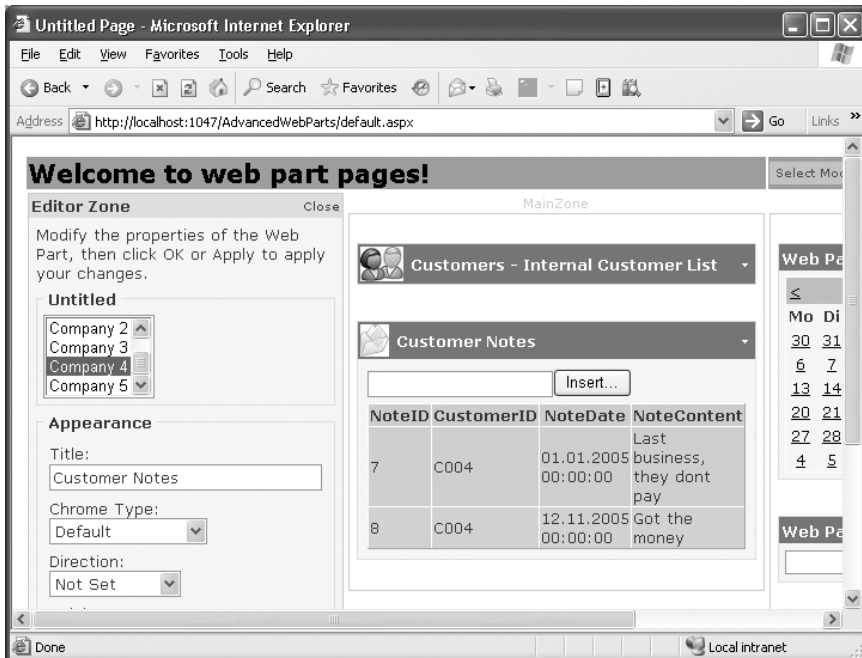 Untitled Page - Microsoft Internet Explorer
File Edit View Favorites Tools Help
Back Search Favorites
Address http://localhost:1047/AdvancedWebParts/default.aspx Go Links »
Welcome to web part pages!
Select Mod
Editor Zone Close
Modify the properties of the Web
Part, then click OK or Apply to apply
your changes.
Untitled
Company 2
Company 3
Company 4
Company 5
Appearance
Title:
Customer Notes
Chrome Type:
Default
Direction:
Not Set
MainZone
Customers - Internal Customer List
Customer Notes
Insert...
NoteID CustomerID NoteDate NoteContent
7 C004 01.01.2005 00:00:00 Last business, they dont pay
8 C004 12.11.2005 00:00:00 Got the money
Web Pa
<
Mo Di
30 31
6 7
13 14
20 21
27 28
4 5
Web Pa
Done Local intranet